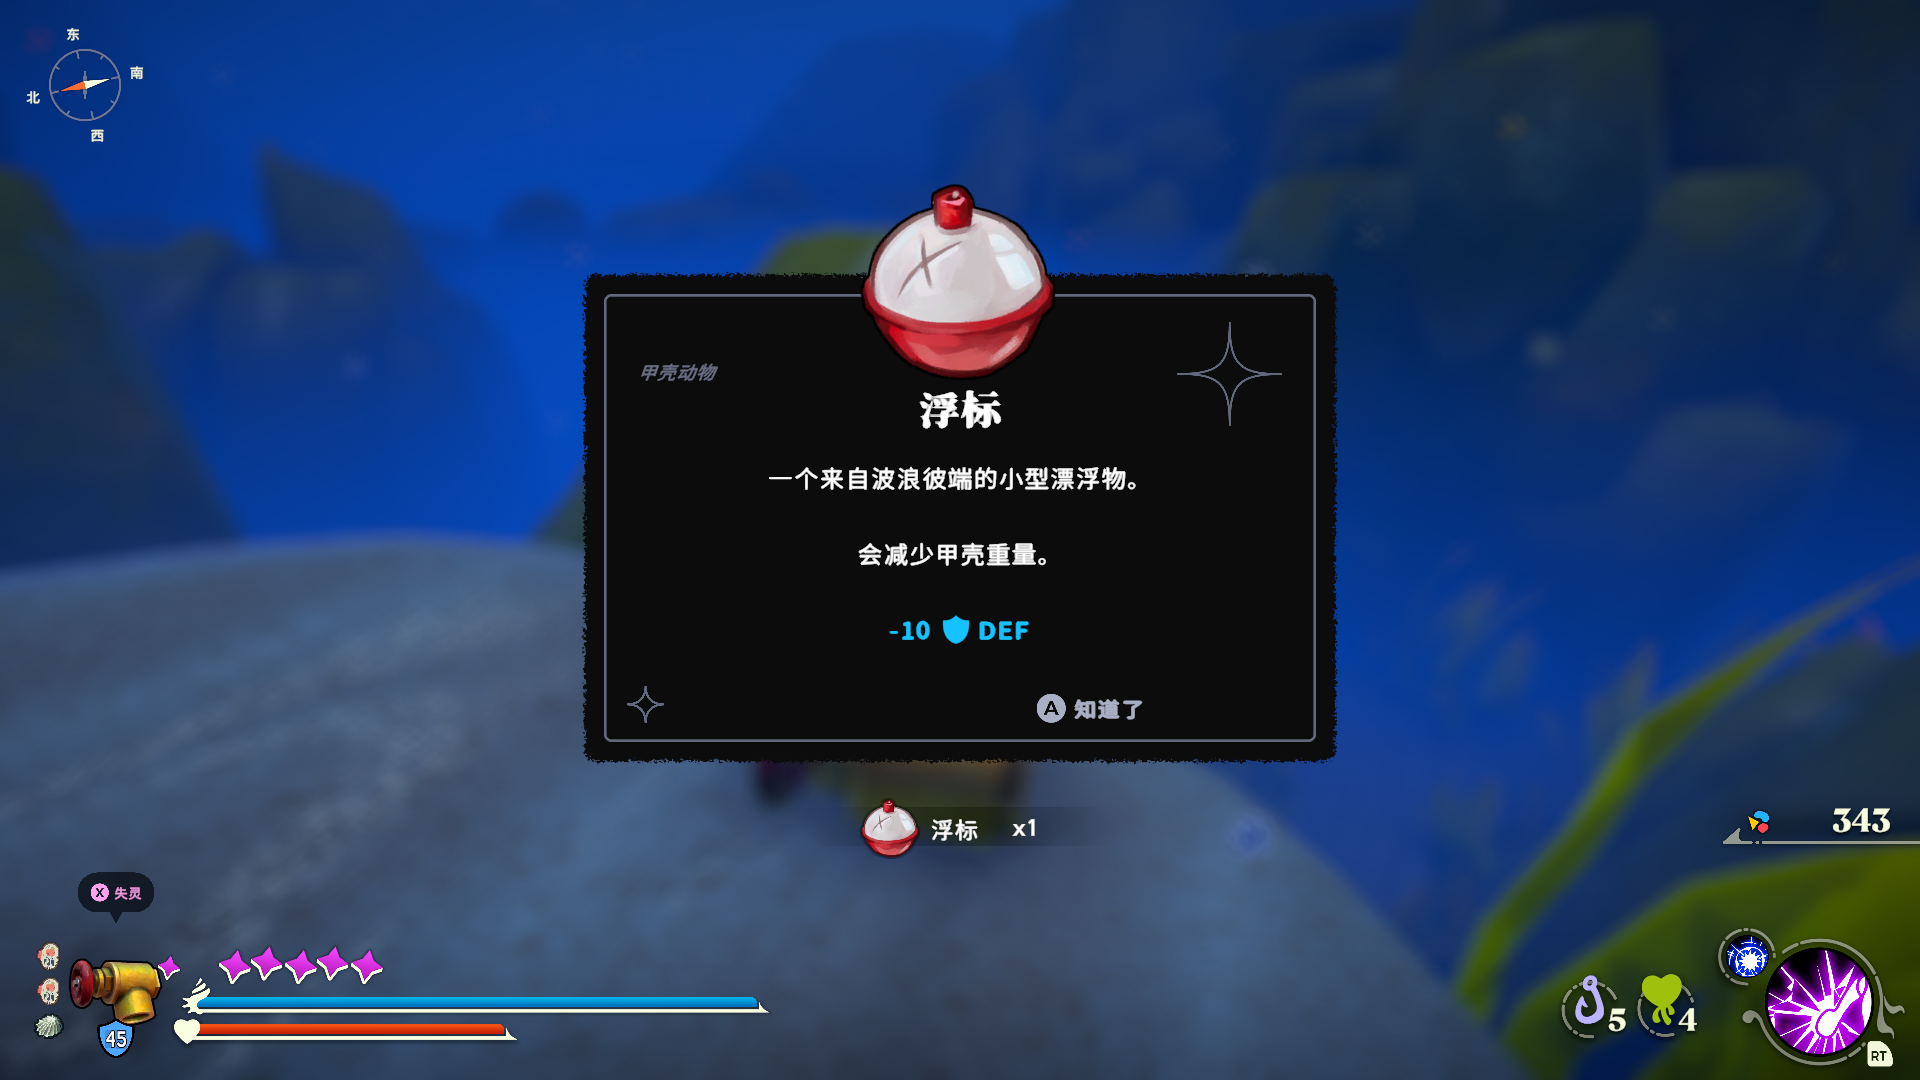 东
南
北
西
甲壳动物
浮标
一个来自波浪彼端的小型漂浮物。
会减少甲壳重量。
-10 DEF
A 知道了
浮标 x1
343
X 失灵
45
5
4
RT